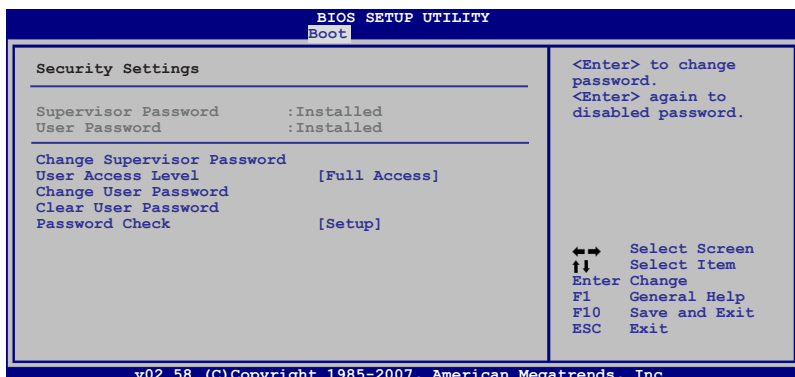 BIOS SETUP UTILITY
Boot
Security Settings
Supervisor Password :Installed
User Password :Installed
Change Supervisor Password
User Access Level [Full Access]
Change User Password
Clear User Password
Password Check [Setup]
<Enter> to change
password.
<Enter> again to
disabled password.
←→ Select Screen
↑↓ Select Item
Enter Change
F1 General Help
F10 Save and Exit
ESC Exit
v02.58 (C)Copyright 1985-2007, American Megatrends, Inc.